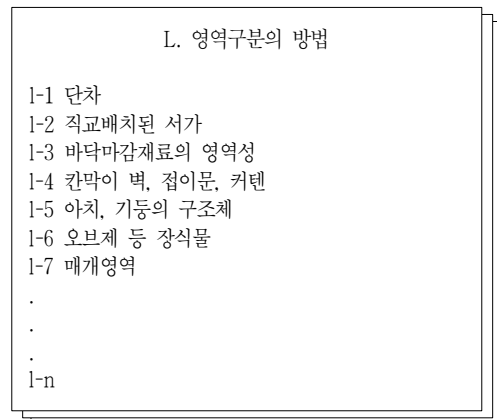 L. 영역구분의 방법
l-1 단차
l-2 직교배치된 서가
l-3 바닥마감재료의 영역성
l-4 칸막이 벽, 접이문, 커텐
l-5 아치, 기둥의 구조체
l-6 오브제 등 장식물
l-7 매개영역
.
.
.
l-n